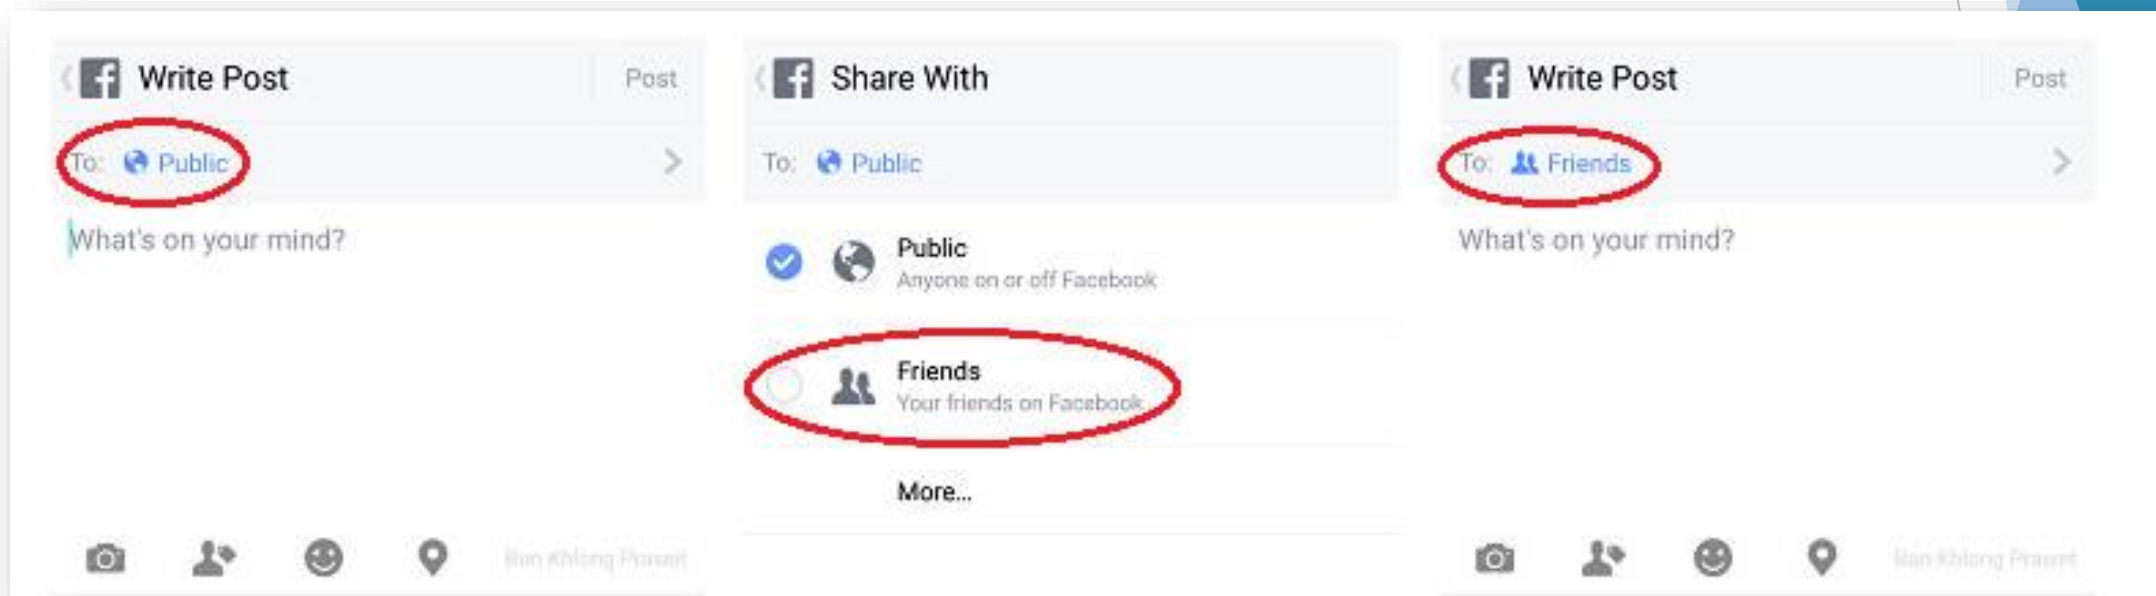 Write Post
Post
To: Public
What's on your mind?
Share With
To: Public
Public
Anyone on or off Facebook
Friends
Your friends on Facebook
More...
Write Post
Post
To: Friends
What's on your mind?